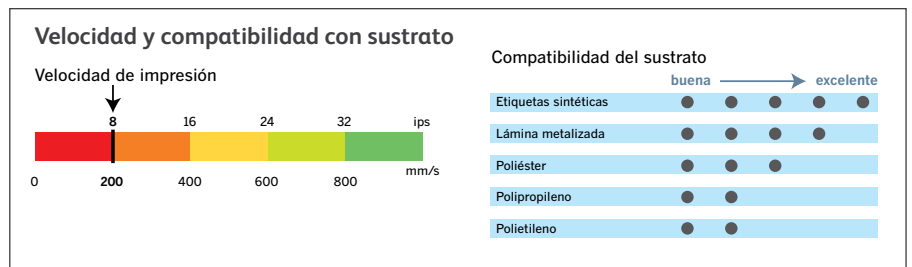 Velocidad y compatibilidad con sustrato
Velocidad de impresión
8 16 24 32 ips
mm/s
0 200 400 600 800
Compatibilidad del sustrato
buena excelente
Etiquetas sintéticas
Lámina metalizada
Poliéster
Polipropileno
Polietileno